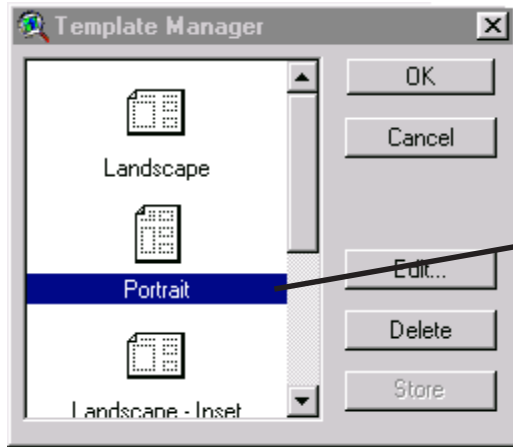 Template Manager
OK
Cancel
Landscape
Portrait
Edit...
Delete
Store
Landscape - Inset